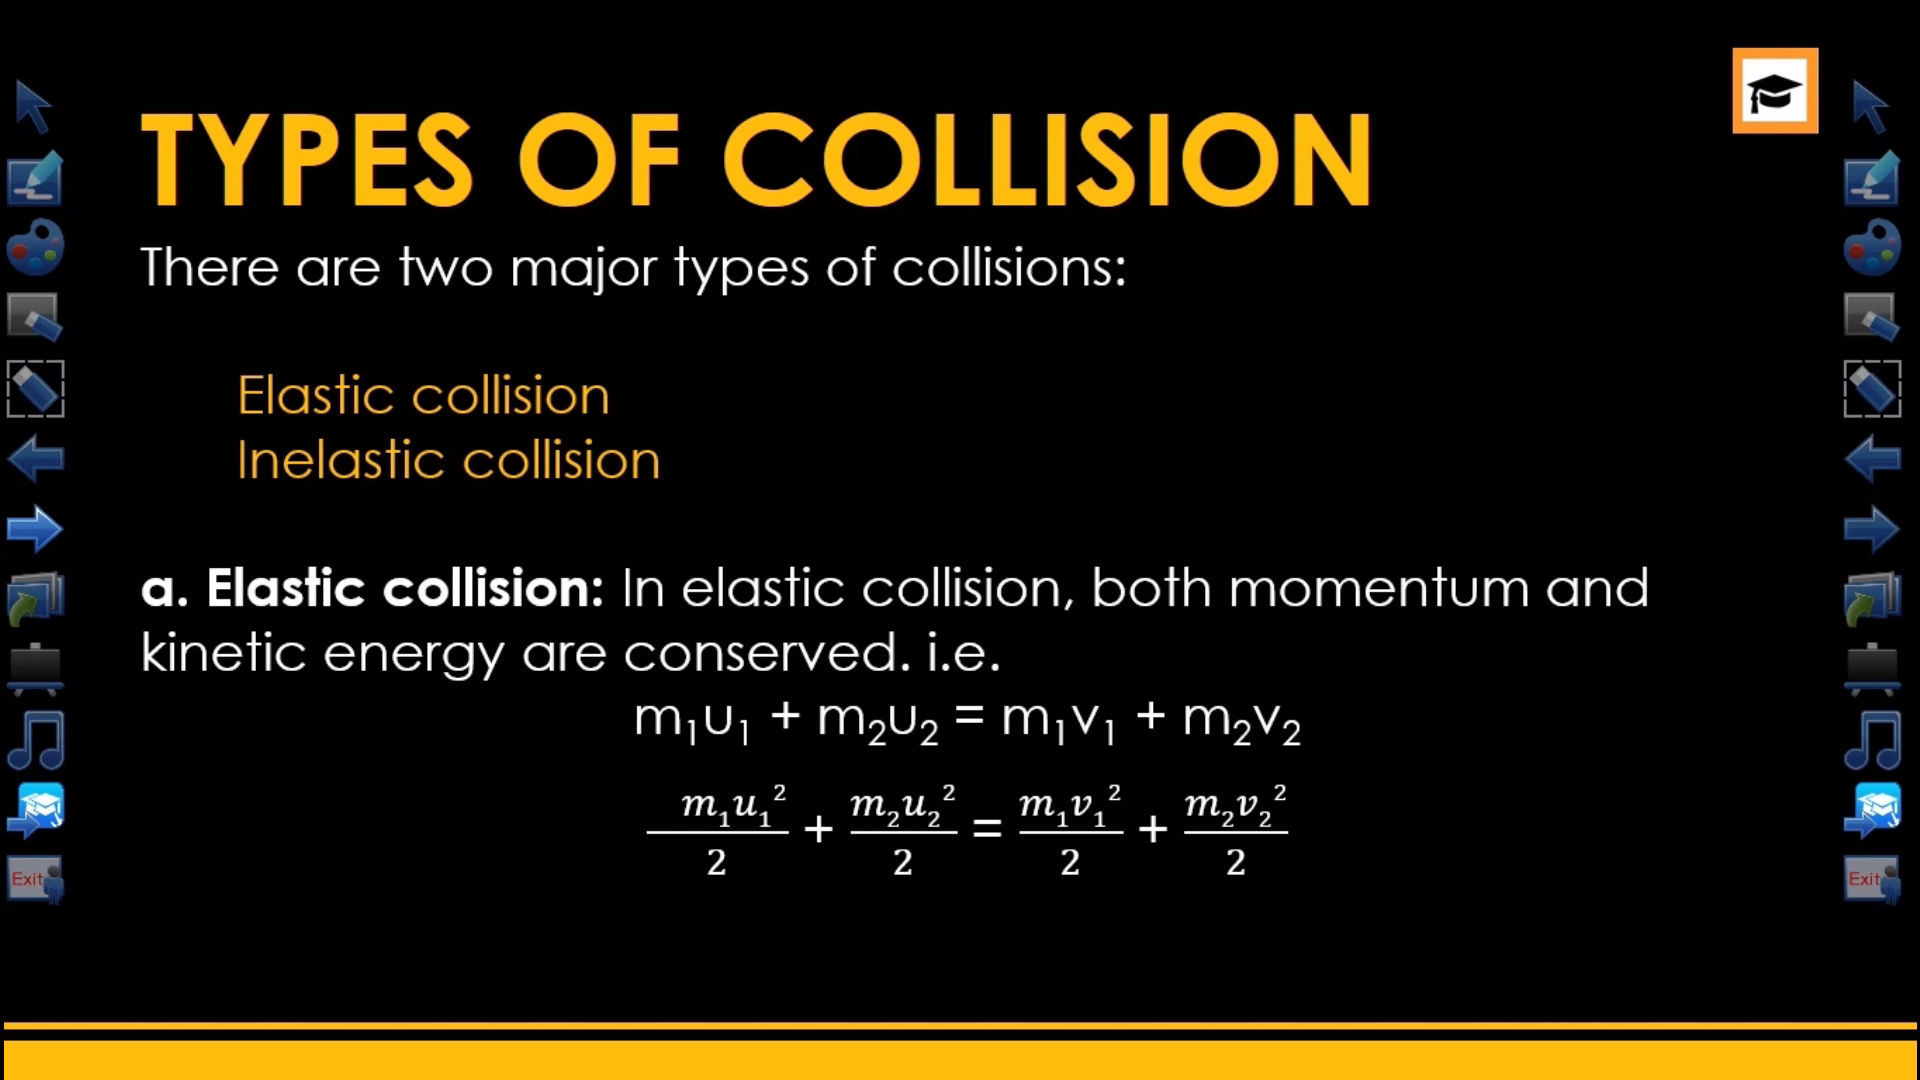 TYPES OF COLLISION
There are two major types of collisions:
Elastic collision
Inelastic collision
a. Elastic collision: In elastic collision, both momentum and
kinetic energy are conserved. i.e.
m₁u₁ + m₂u₂ = m₁v₁ + m₂v₂
m₁u₁²/2 + m₂u₂²/2 = m₁v₁²/2 + m₂v₂²/2
Exit
Exit